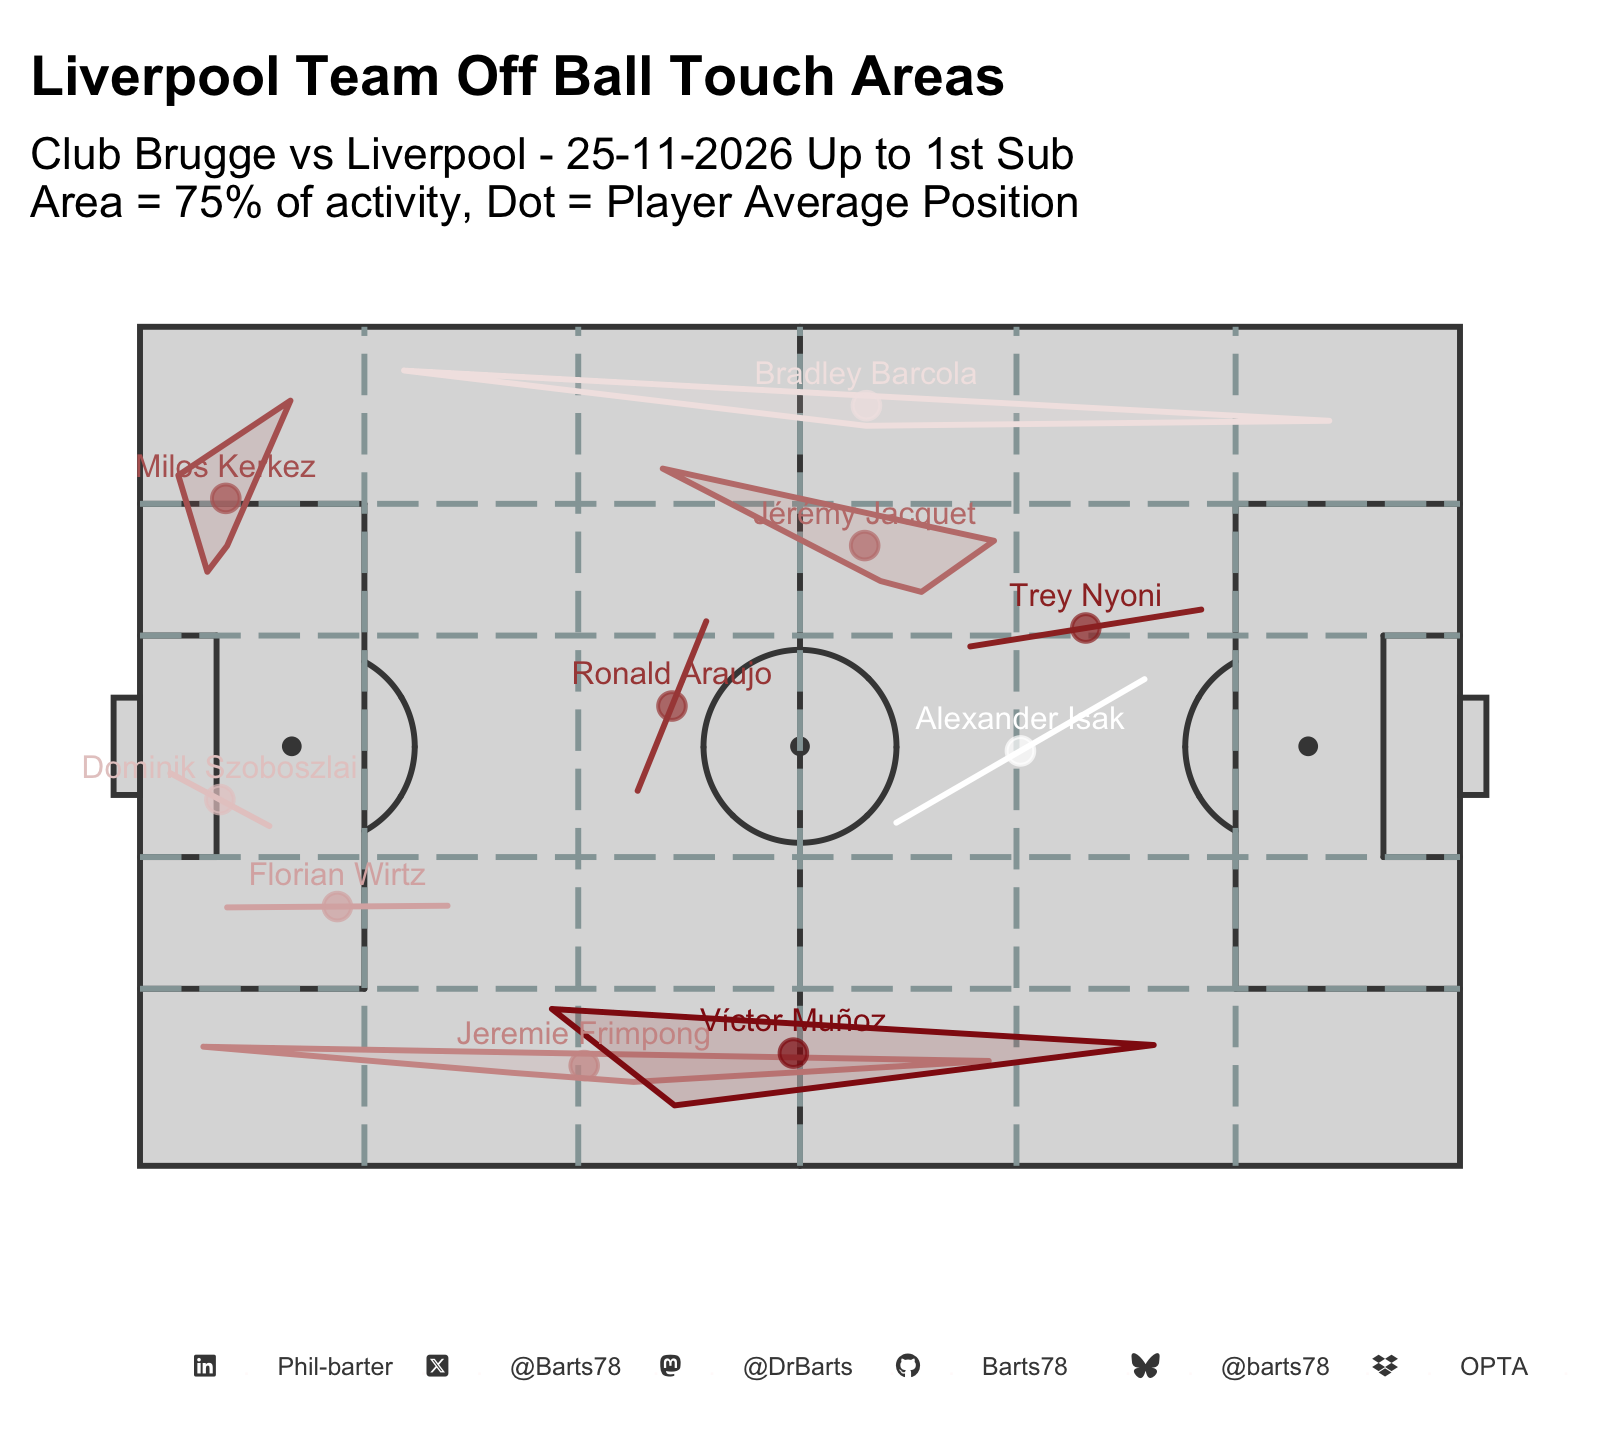 Liverpool Team Off Ball Touch Areas
Club Brugge vs Liverpool - 25-11-2026 Up to 1st Sub
Area = 75% of activity, Dot = Player Average Position
Bradley Barcola
Milos Kerkez
Jérémy Jacquet
Trey Nyoni
Ronald Araujo
Alexander Isak
Dominik Szoboszlai
Florian Wirtz
Víctor Muñoz
Jeremie Frimpong
Phil-barter @Barts78 @DrBarts Barts78 @barts78 OPTA